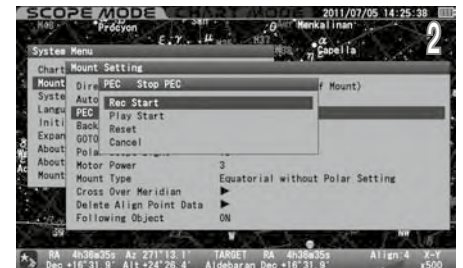 SCOPE MODE CHART MODE 2011/07/05 14:25:38
Procyon Menkalinan
2
Capella
System Menu
Chart Mount Setting
Mount Dire PEC Stop PEC f Mount)
Syste Auto Rec Start
Langu PEC Play Start
Initi Back Reset
Expan GOTO Cancel
About Pola
About Motor Power 3
Mount Mount Type Equatorial without Polar Setting
Cross Over Meridian ▶
Delete Align Point Data ▶
Following Object ON
RA 4h36m35s Az 271°13.1' TARGET RA 4h36m35s Align:4 X-Y
Dec +16°31.9' Alt +24°26.4' Aldebaran Dec +16°31.9' x500